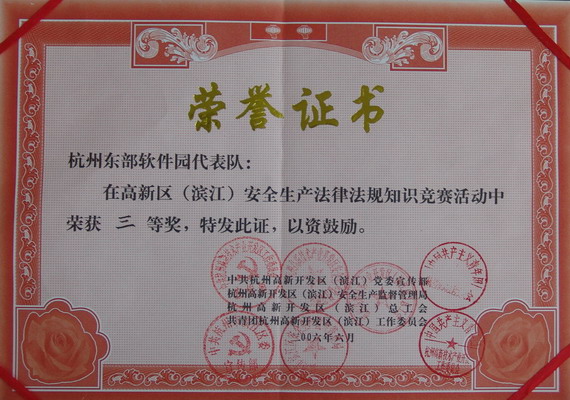 荣誉证书
杭州东部软件园代表队：
在高新区（滨江）安全生产法律法规知识竞赛活动中
荣获 三 等奖，特发此证，以资鼓励。
中共杭州高新开发区（滨江）党委宣传部
杭州高新开发区（滨江）安全生产监督管理局
杭州高新开发区（滨江）总工会
共青团杭州高新开发区（滨江）工作委员会
二〇〇六年六月